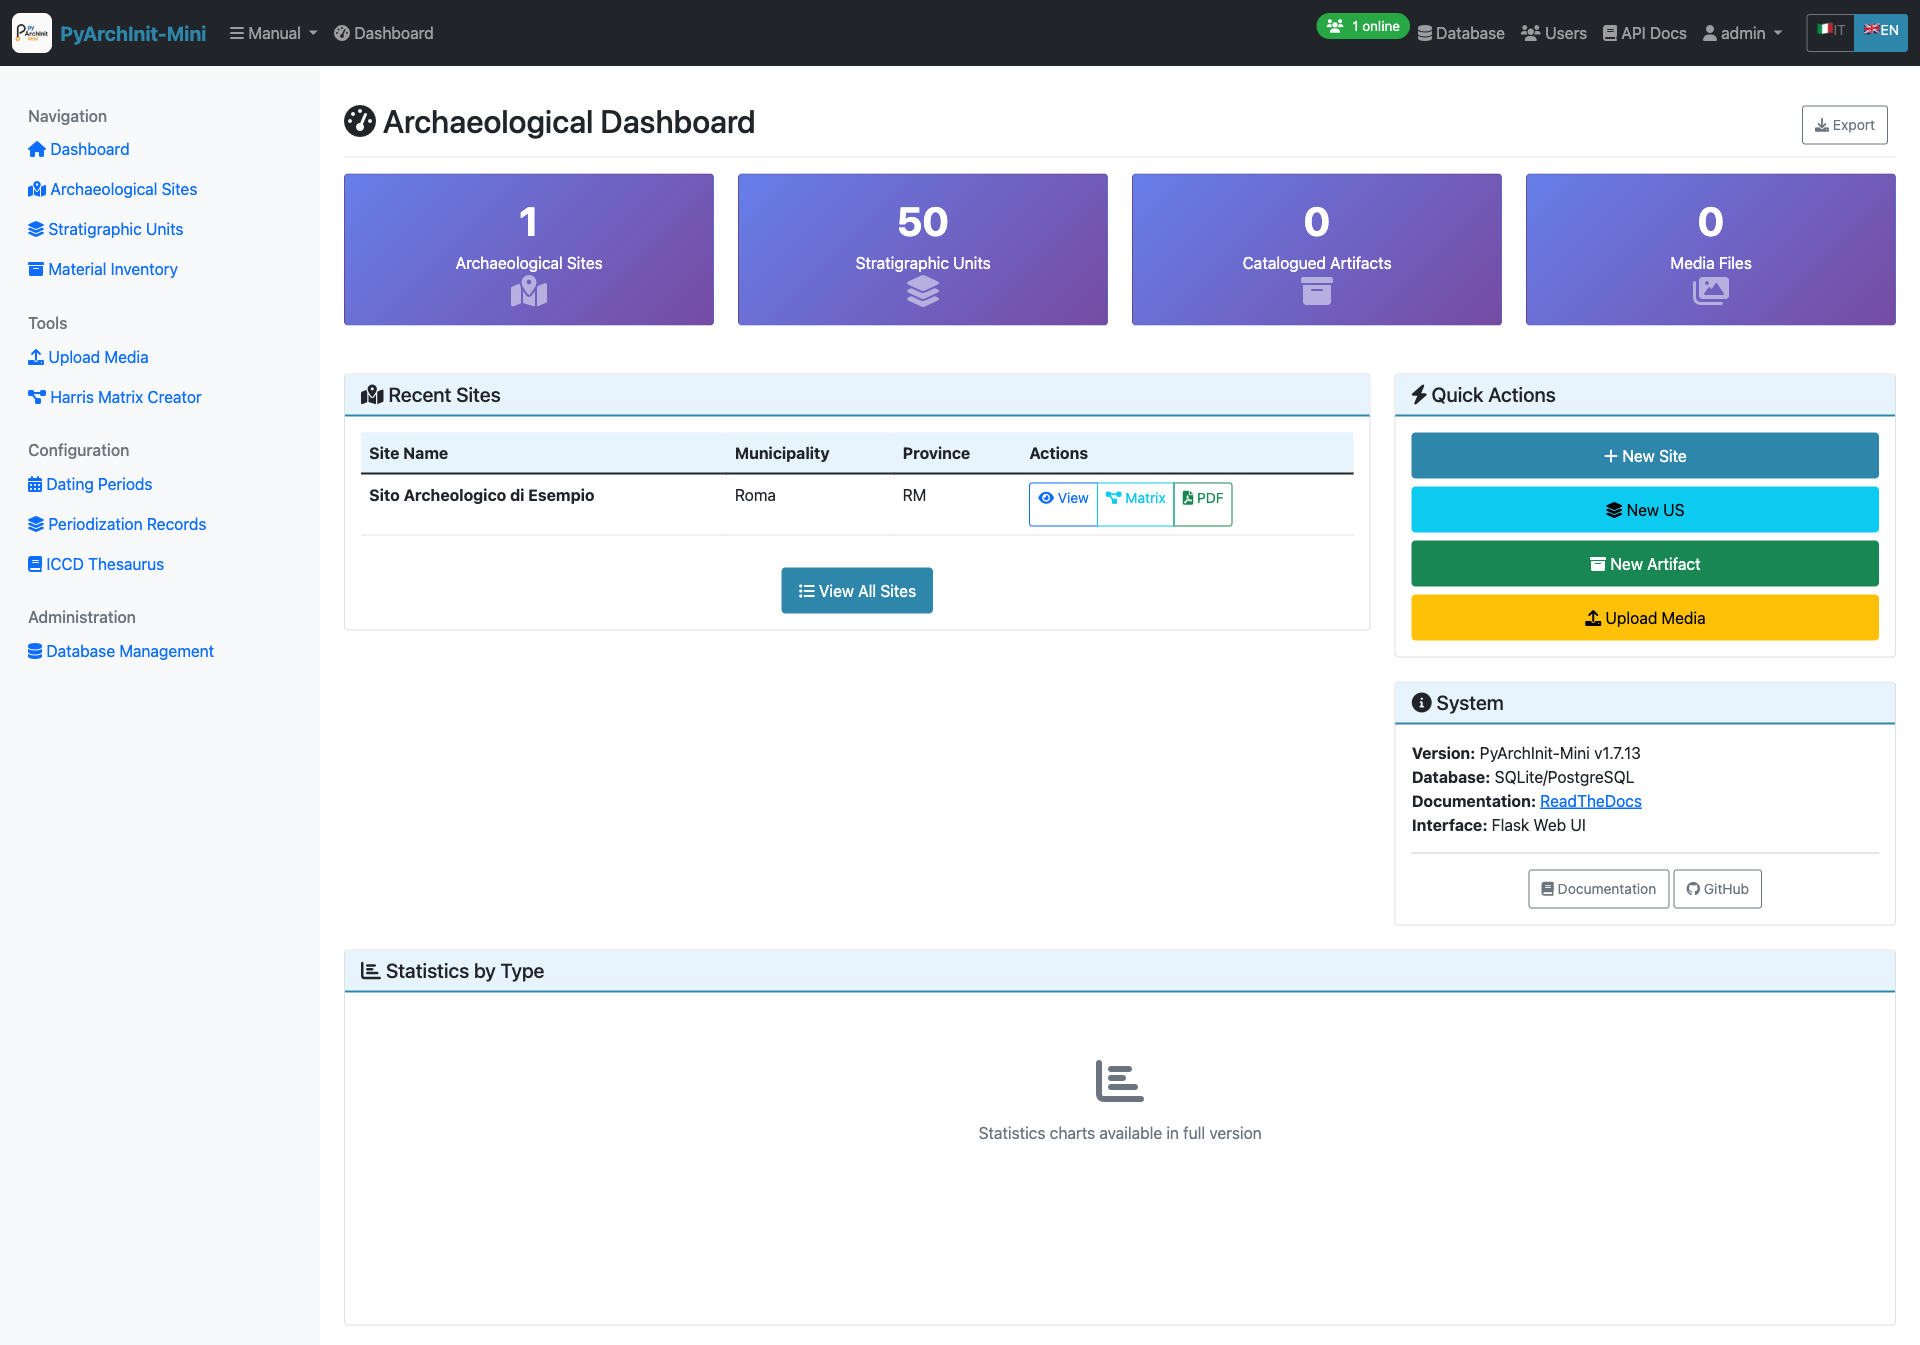 PyArchInit-Mini
Manual
Dashboard
1 online
Database
Users
API Docs
admin
IT
EN
Navigation
Dashboard
Archaeological Sites
Stratigraphic Units
Material Inventory
Tools
Upload Media
Harris Matrix Creator
Configuration
Dating Periods
Periodization Records
ICCD Thesaurus
Administration
Database Management
Archaeological Dashboard
Export
1
Archaeological Sites
50
Stratigraphic Units
0
Catalogued Artifacts
0
Media Files
Recent Sites
Site Name Municipality Province Actions
Sito Archeologico di Esempio Roma RM View Matrix PDF
View All Sites
Quick Actions
New Site
New US
New Artifact
Upload Media
System
Version: PyArchInit-Mini v1.7.13
Database: SQLite/PostgreSQL
Documentation: ReadTheDocs
Interface: Flask Web UI
Documentation
GitHub
Statistics by Type
Statistics charts available in full version